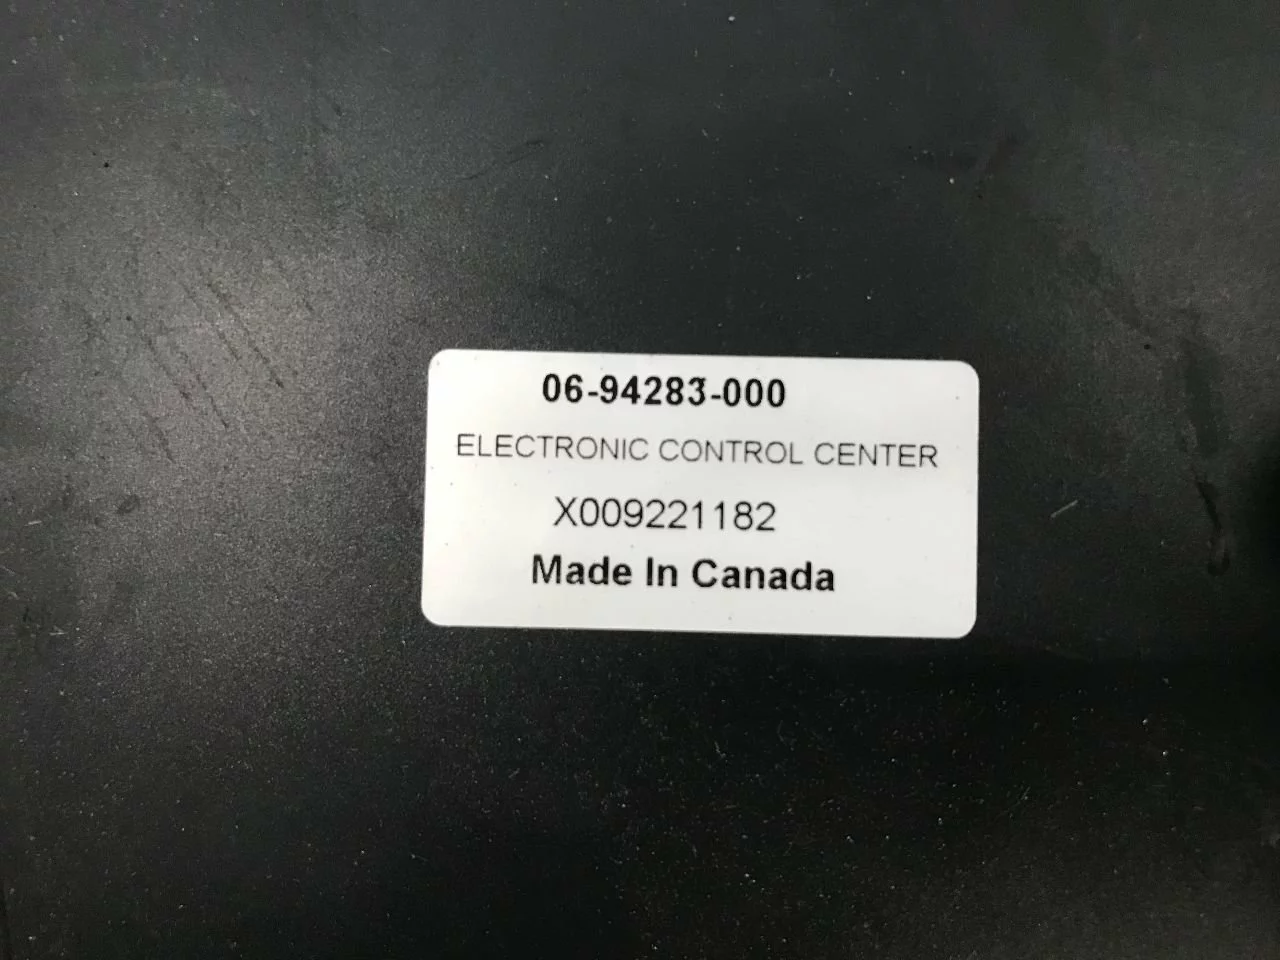 06-94283-000
ELECTRONIC CONTROL CENTER
X009221182
Made In Canada